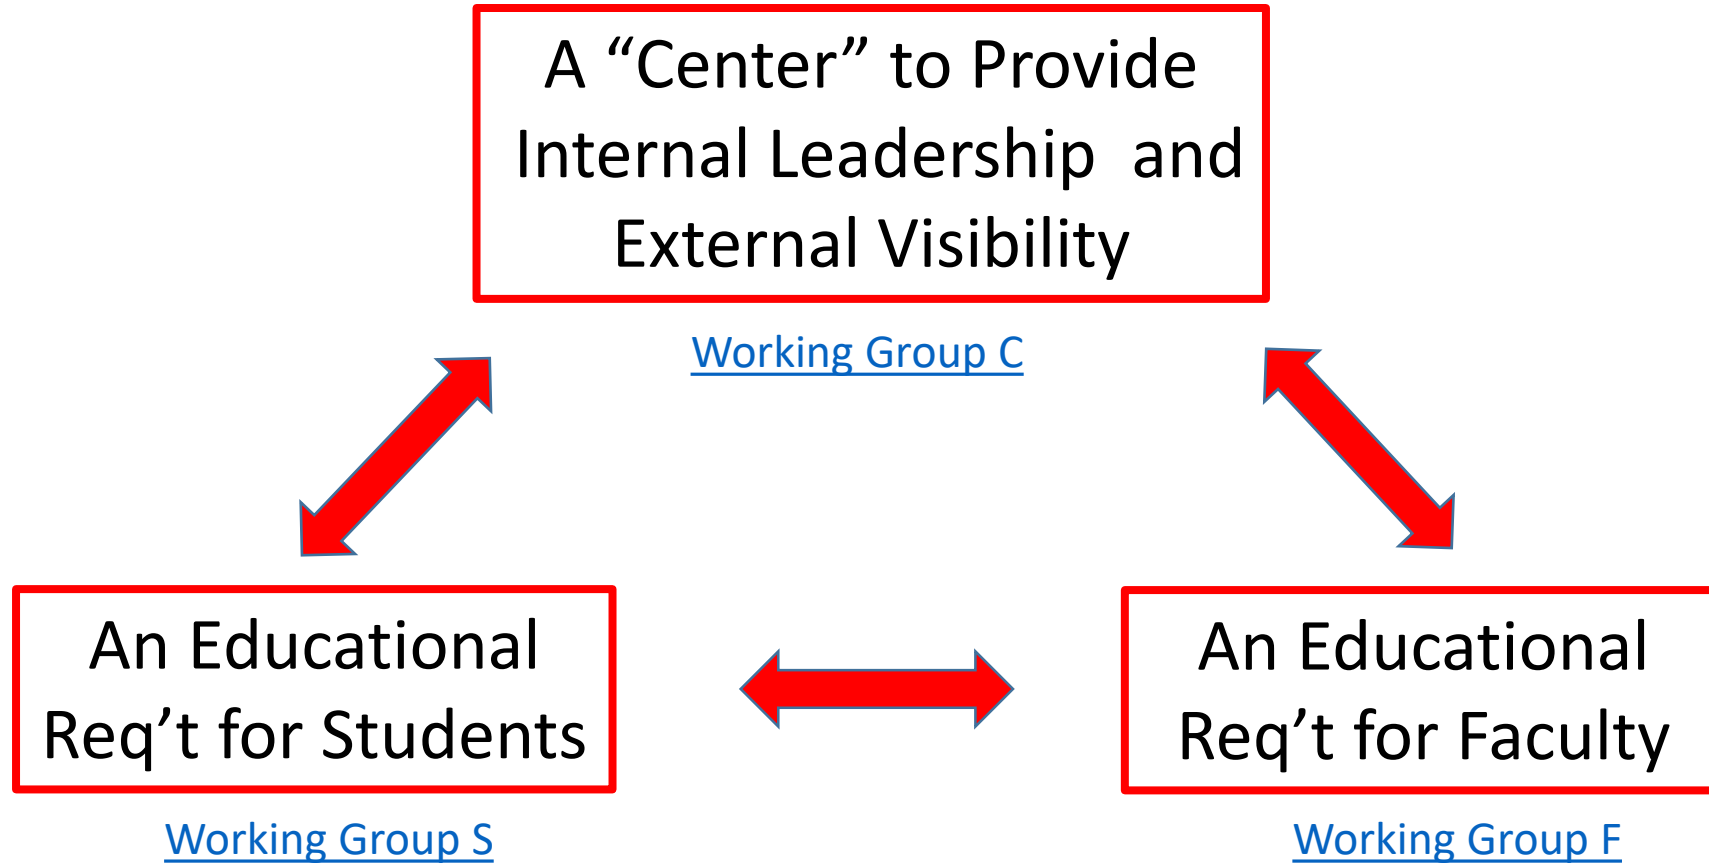 A “Center” to Provide
Internal Leadership  and
External Visibility
Working Group C
An Educational
Req’t for Students
Working Group S
An Educational
Req’t for Faculty
Working Group F